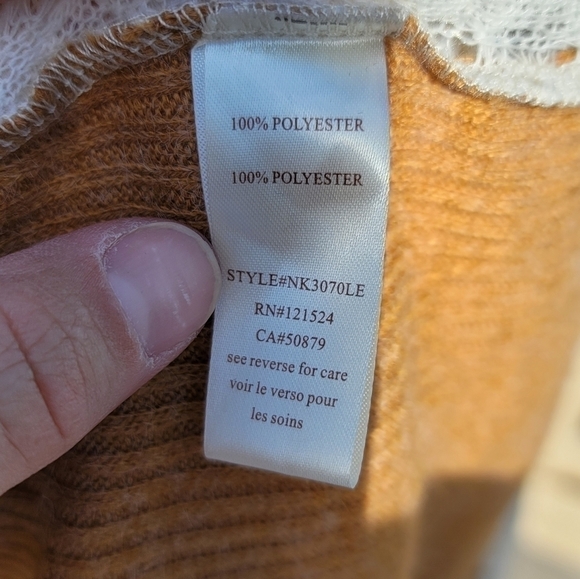 100% POLYESTER
100% POLYESTER
STYLE#NK3070LE
RN#121524
CA#50879
see reverse for care
voir le verso pour
les soins